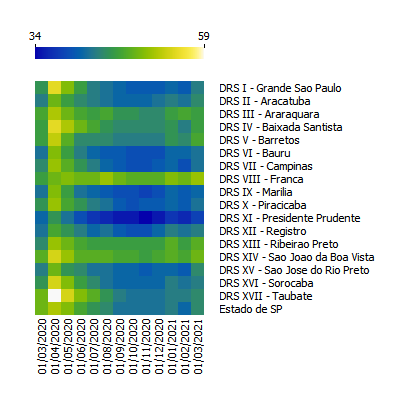 34 59
DRS I - Grande Sao Paulo
DRS II - Aracatuba
DRS III - Araraquara
DRS IV - Baixada Santista
DRS V - Barretos
DRS VI - Bauru
DRS VII - Campinas
DRS VIII - Franca
DRS IX - Marilia
DRS X - Piracicaba
DRS XI - Presidente Prudente
DRS XII - Registro
DRS XIII - Ribeirao Preto
DRS XIV - Sao Joao da Boa Vista
DRS XV - Sao Jose do Rio Preto
DRS XVI - Sorocaba
DRS XVII - Taubate
Estado de SP
01/03/2020
01/04/2020
01/05/2020
01/06/2020
01/07/2020
01/08/2020
01/09/2020
01/10/2020
01/11/2020
01/12/2020
01/01/2021
01/02/2021
01/03/2021